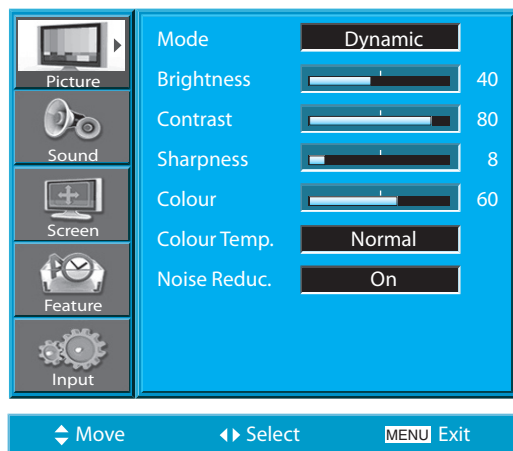 Picture
Sound
Screen
Feature
Input
Mode Dynamic
Brightness 40
Contrast 80
Sharpness 8
Colour 60
Colour Temp. Normal
Noise Reduc. On
Move Select MENU Exit